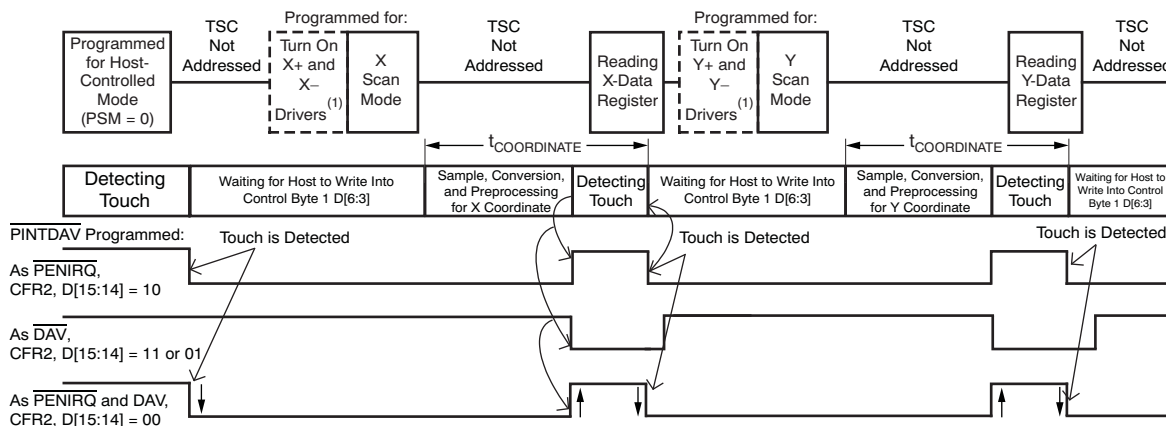 Programmed for:
Programmed for:
Programmed
for Host-
Controlled
Mode
(PSM = 0)
TSC
Not
Addressed
Turn On
X+ and
X–
Drivers(1)
X
Scan
Mode
TSC
Not
Addressed
Reading
X-Data
Register
Turn On
Y+ and
Y–
Drivers(1)
Y
Scan
Mode
TSC
Not
Addressed
Reading
Y-Data
Register
TSC
Not
Addressed
tCOORDINATE
tCOORDINATE
Detecting
Touch
Waiting for Host to Write Into
Control Byte 1 D[6:3]
Sample, Conversion,
and Preprocessing
for X Coordinate
Detecting
Touch
Waiting for Host to Write Into
Control Byte 1 D[6:3]
Sample, Conversion,
and Preprocessing
for Y Coordinate
Detecting
Touch
Waiting for Host to
Write Into Control
Byte 1 D[6:3]
PINTDAV Programmed:
Touch is Detected
Touch is Detected
Touch is Detected
As PENIRQ,
CFR2, D[15:14] = 10
As DAV,
CFR2, D[15:14] = 11 or 01
As PENIRQ and DAV,
CFR2, D[15:14] = 00